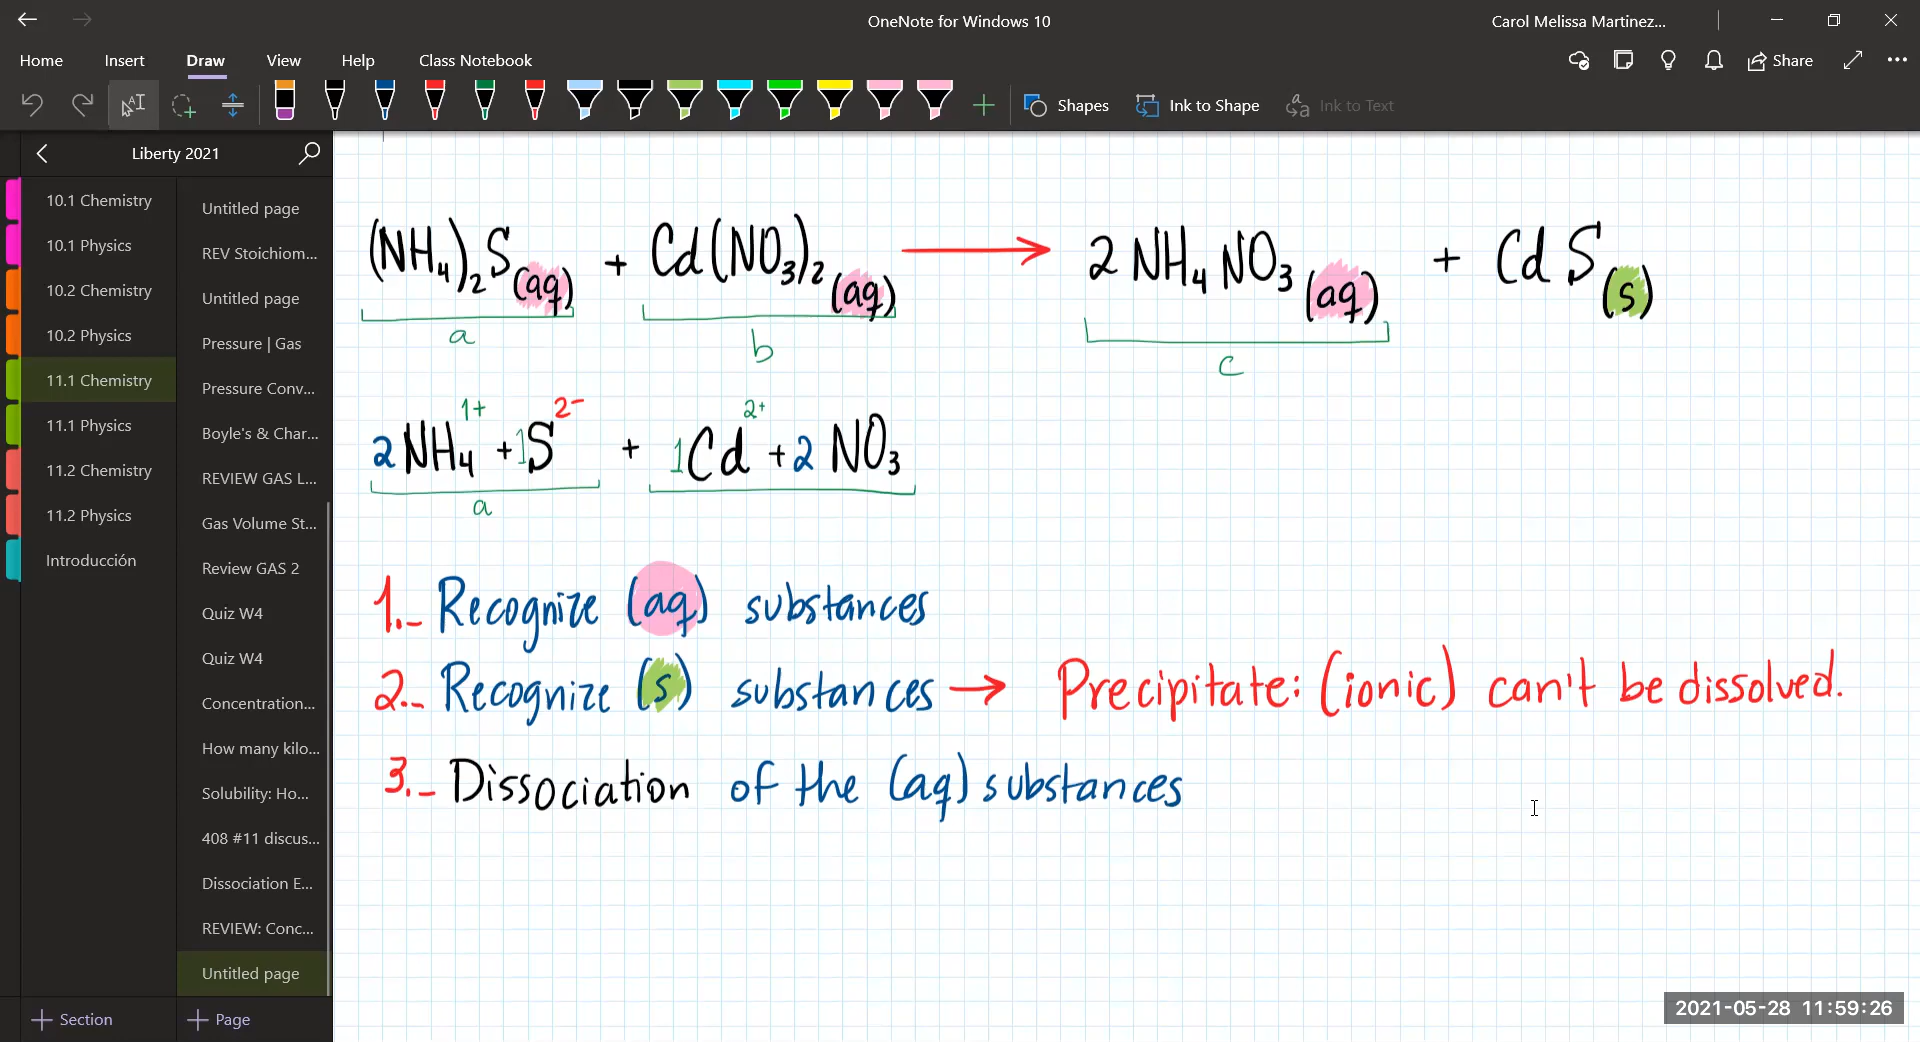 OneNote for Windows 10
Carol Melissa Martinez...
Home Insert Draw View Help Class Notebook
Share
Shapes Ink to Shape Ink to Text
Liberty 2021
10.1 Chemistry
10.1 Physics
10.2 Chemistry
10.2 Physics
11.1 Chemistry
11.1 Physics
11.2 Chemistry
11.2 Physics
Introducción
Untitled page
REV Stoichiom...
Untitled page
Pressure | Gas
Pressure Conv...
Boyle's & Char...
REVIEW GAS L...
Gas Volume St...
Review GAS 2
Quiz W4
Quiz W4
Concentration...
How many kilo...
Solubility: Ho...
408 #11 discus...
Dissociation E...
REVIEW: Conc...
Untitled page
Section
Page
(NH₄)₂S(aq) + Cd(NO₃)₂(aq) → 2 NH₄NO₃(aq) + CdS(s)
a b c
2 NH₄¹⁺ + 1S²⁻ + 1Cd²⁺ + 2 NO₃
a
1.- Recognize (aq) substances
2.- Recognize (s) substances → Precipitate: (ionic) can't be dissolved.
3.- Dissociation of the (aq) substances
2021-05-28 11:59:26